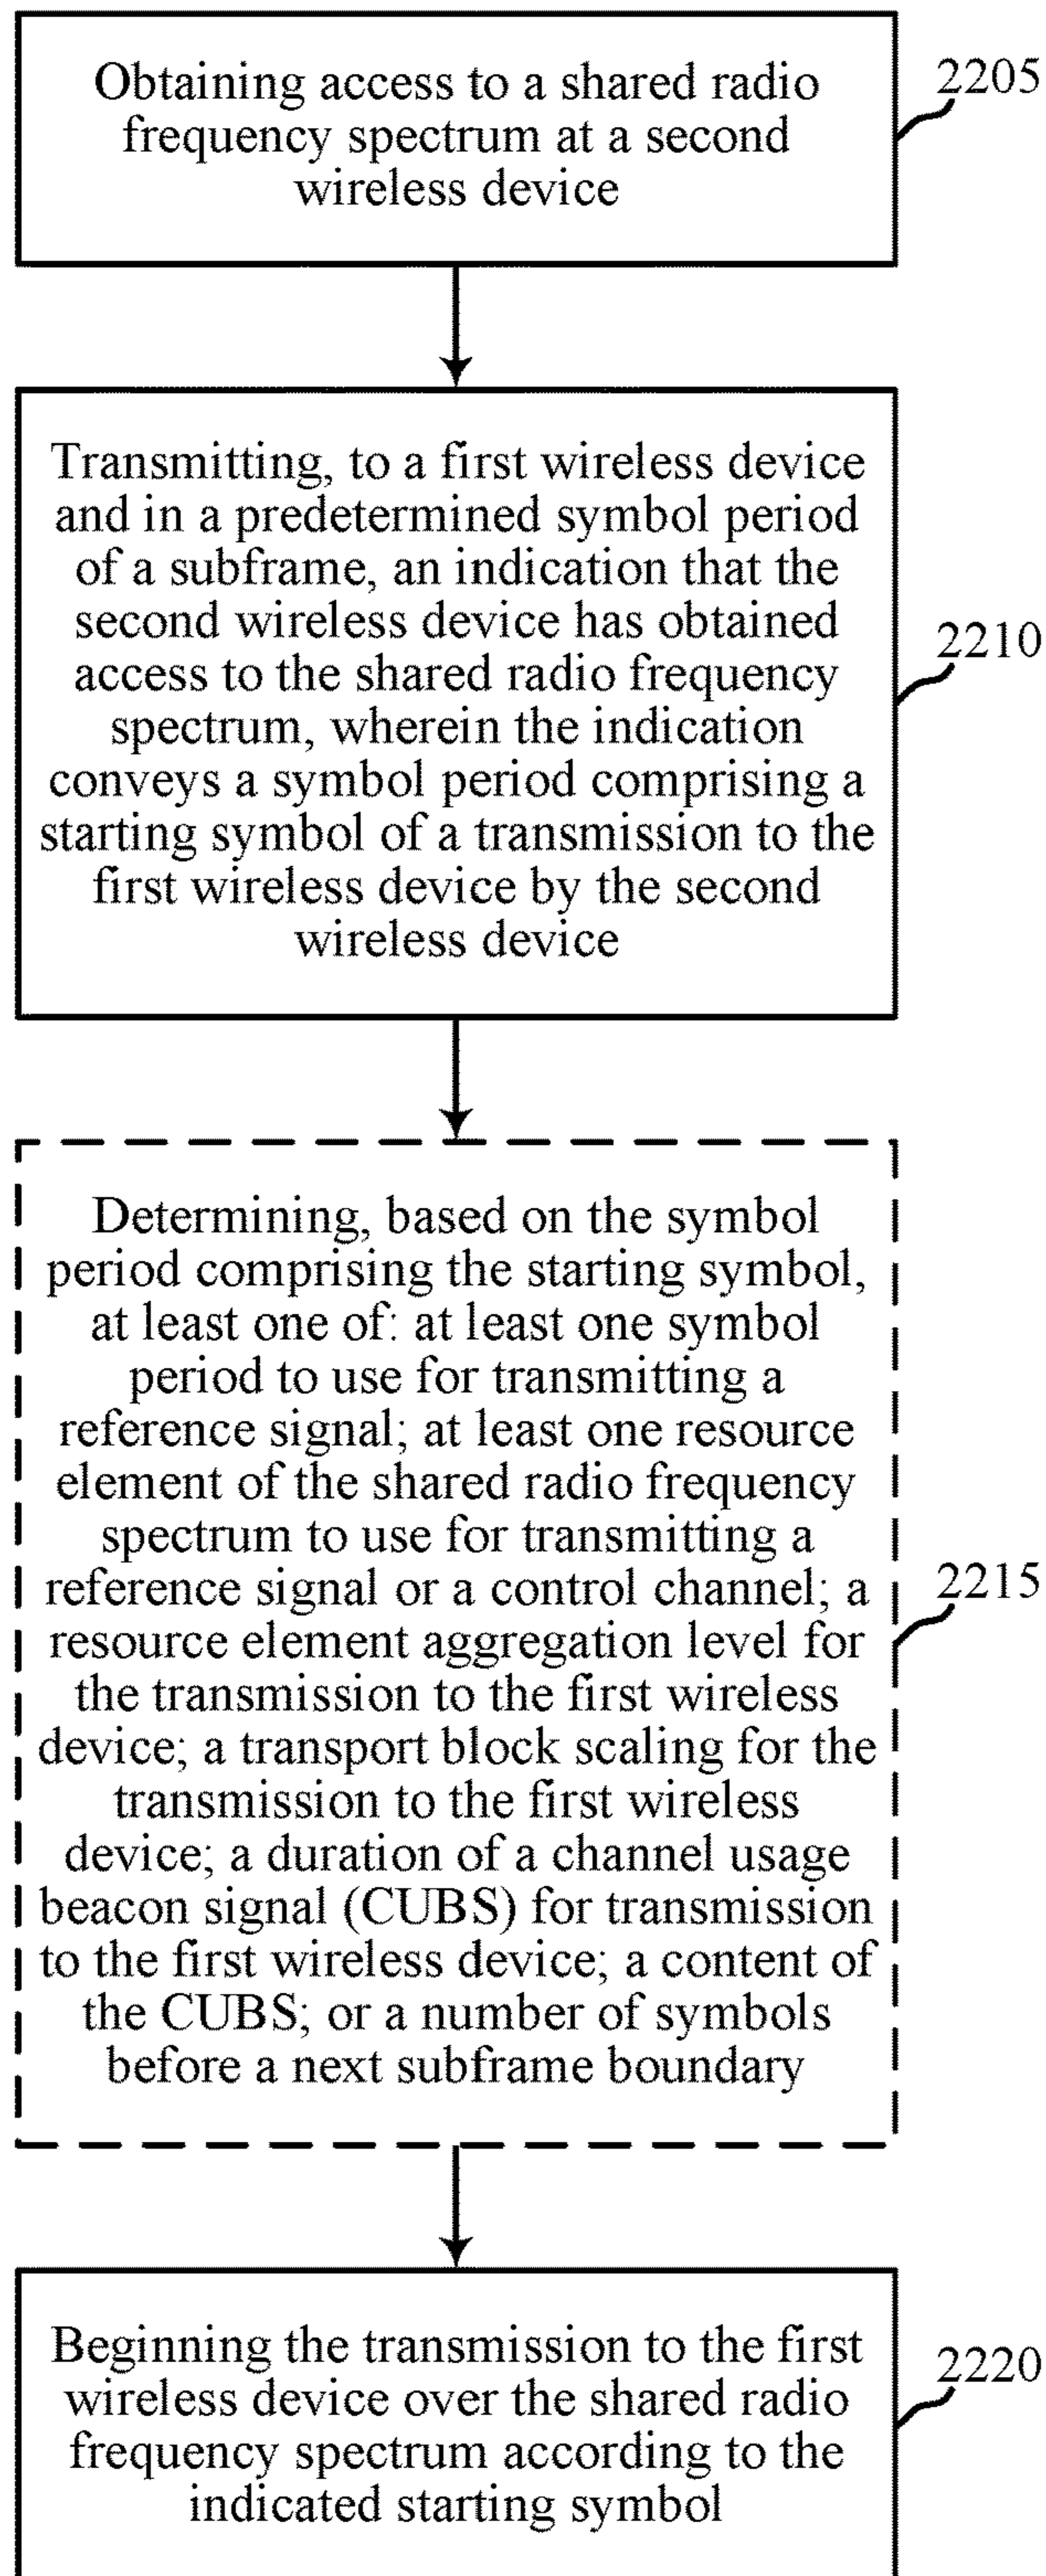 Obtaining access to a shared radio
frequency spectrum at a second
wireless device
2205
Transmitting, to a first wireless device
and in a predetermined symbol period
of a subframe, an indication that the
second wireless device has obtained
access to the shared radio frequency
spectrum, wherein the indication
conveys a symbol period comprising a
starting symbol of a transmission to the
first wireless device by the second
wireless device
2210
Determining, based on the symbol
period comprising the starting symbol,
at least one of: at least one symbol
period to use for transmitting a
reference signal; at least one resource
element of the shared radio frequency
spectrum to use for transmitting a
reference signal or a control channel; a
resource element aggregation level for
the transmission to the first wireless
device; a transport block scaling for the
transmission to the first wireless
device; a duration of a channel usage
beacon signal (CUBS) for transmission
to the first wireless device; a content of
the CUBS; or a number of symbols
before a next subframe boundary
2215
Beginning the transmission to the first
wireless device over the shared radio
frequency spectrum according to the
indicated starting symbol
2220